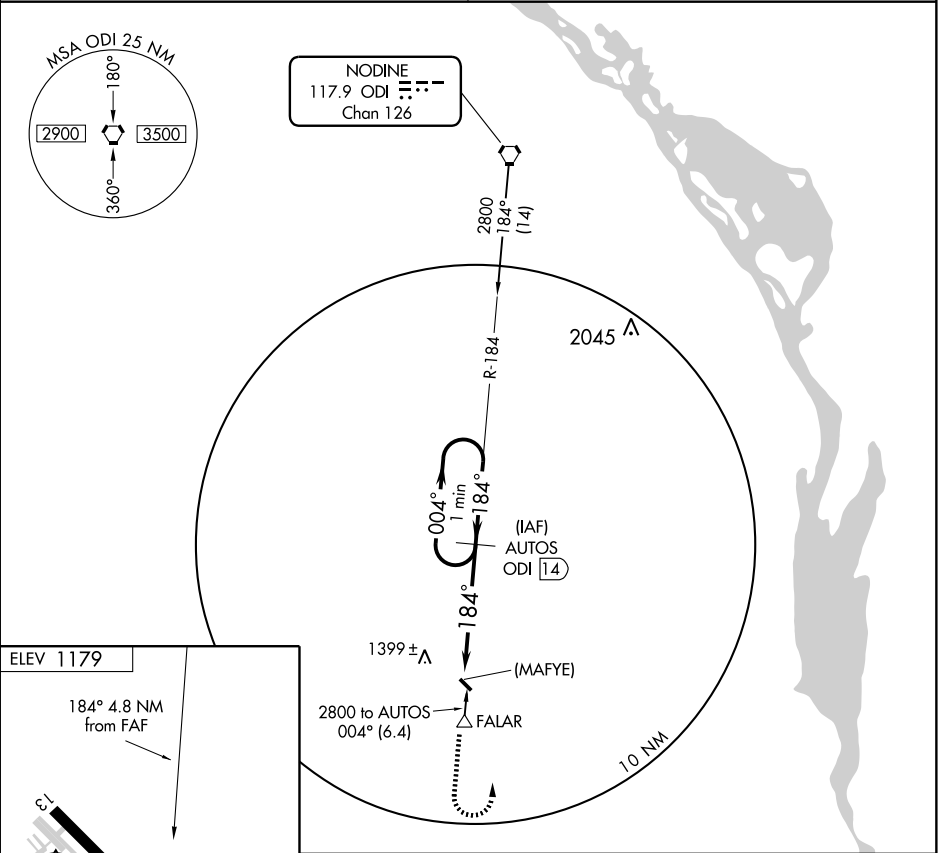 MSA ODI 25 NM
180°
2900
3500
360°
NODINE
117.9 ODI
Chan 126
2800
184°
(14)
R-184
2045
004°
1 min
184°
(IAF)
AUTOS
ODI 14
184°
1399 ±
(MAFYE)
2800 to AUTOS
004° (6.4)
FALAR
10 NM
ELEV 1179
184° 4.8 NM
from FAF
13